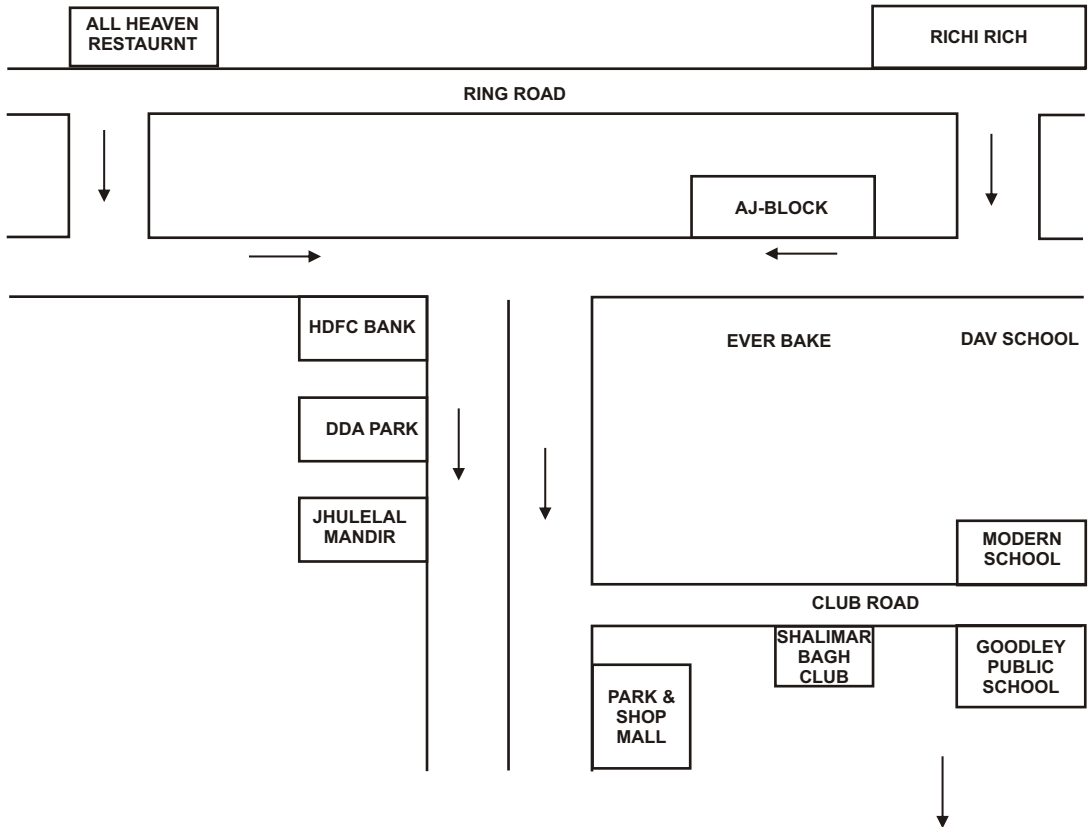 ALL HEAVEN
RESTAURNT
RICHI RICH
RING ROAD
AJ-BLOCK
HDFC BANK
EVER BAKE
DAV SCHOOL
DDA PARK
JHULELAL
MANDIR
MODERN
SCHOOL
CLUB ROAD
SHALIMAR
BAGH
CLUB
GOODLEY
PUBLIC
SCHOOL
PARK &
SHOP
MALL